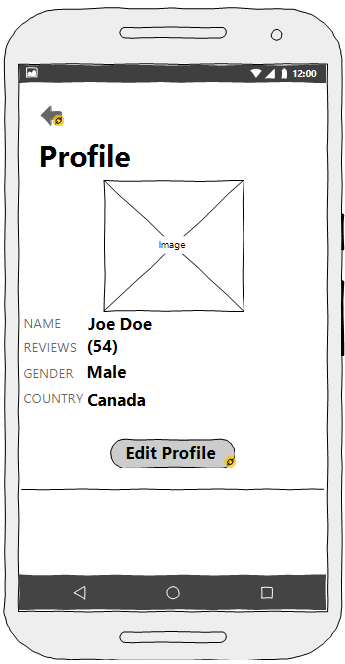 12:00
Profile
Image
NAME Joe Doe
REVIEWS (54)
GENDER Male
COUNTRY Canada
Edit Profile